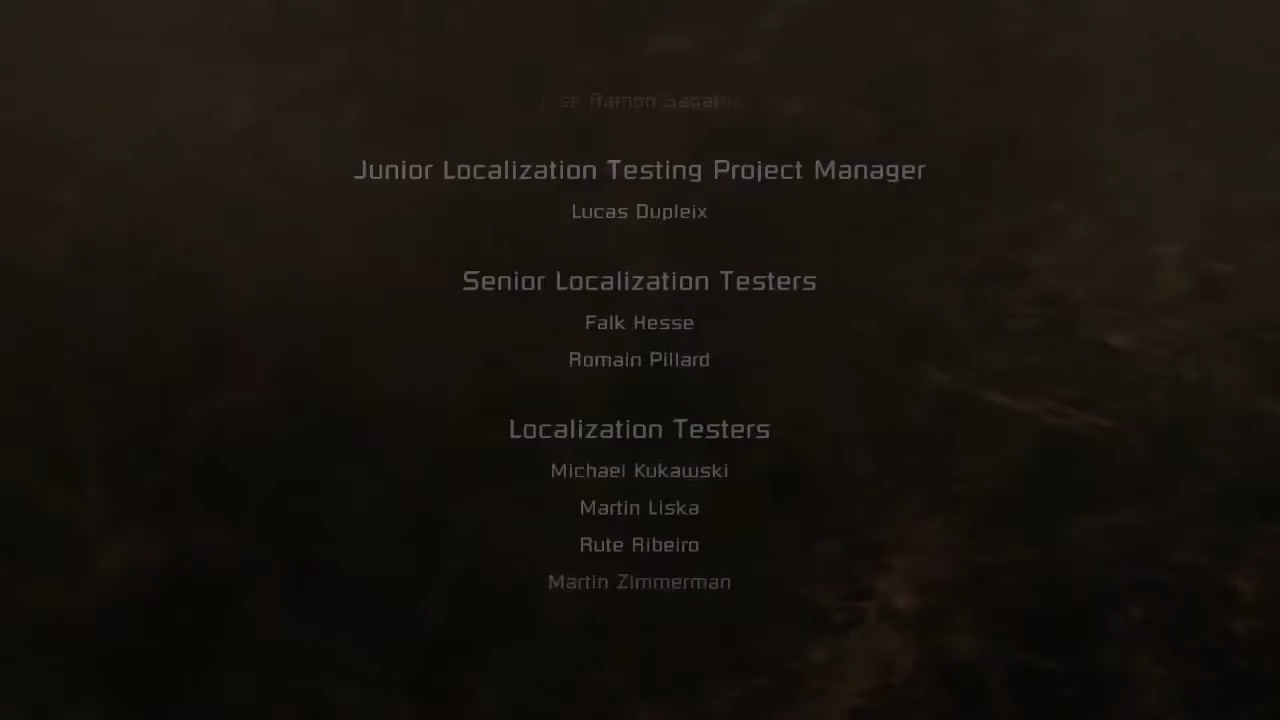 Ramon
Junior Localization Testing Project Manager
Lucas Dupleix
Senior Localization Testers
Falk Hesse
Romain Pillard
Localization Testers
Michael Kukawski
Martin Liska
Rute Ribeiro
Martin Zimmerman